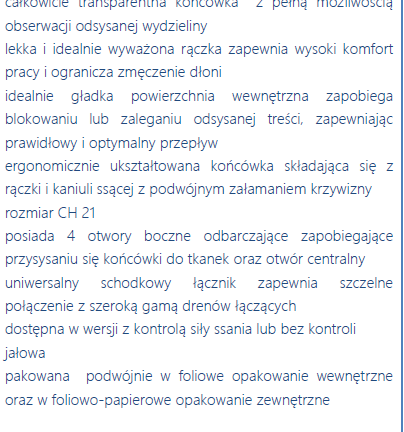 całkowicie transparentna końcówka z pełną możliwością
obserwacji odsysanej wydzieliny
lekka i idealnie wyważona rączka zapewnia wysoki komfort
pracy i ogranicza zmęczenie dłoni
idealnie gładka powierzchnia wewnętrzna zapobiega
blokowaniu lub zaleganiu odsysanej treści, zapewniając
prawidłowy i optymalny przepływ
ergonomicznie ukształtowana końcówka składająca się z
rączki i kaniuli ssącej z podwójnym załamaniem krzywizny
rozmiar CH 21
posiada 4 otwory boczne odbarczające zapobiegające
przysysaniu się końcówki do tkanek oraz otwór centralny
uniwersalny schodkowy łącznik zapewnia szczelne
połączenie z szeroką gamą drenów łączących
dostępna w wersji z kontrolą siły ssania lub bez kontroli
jałowa
pakowana podwójnie w foliowe opakowanie wewnętrzne
oraz w foliowo-papierowe opakowanie zewnętrzne